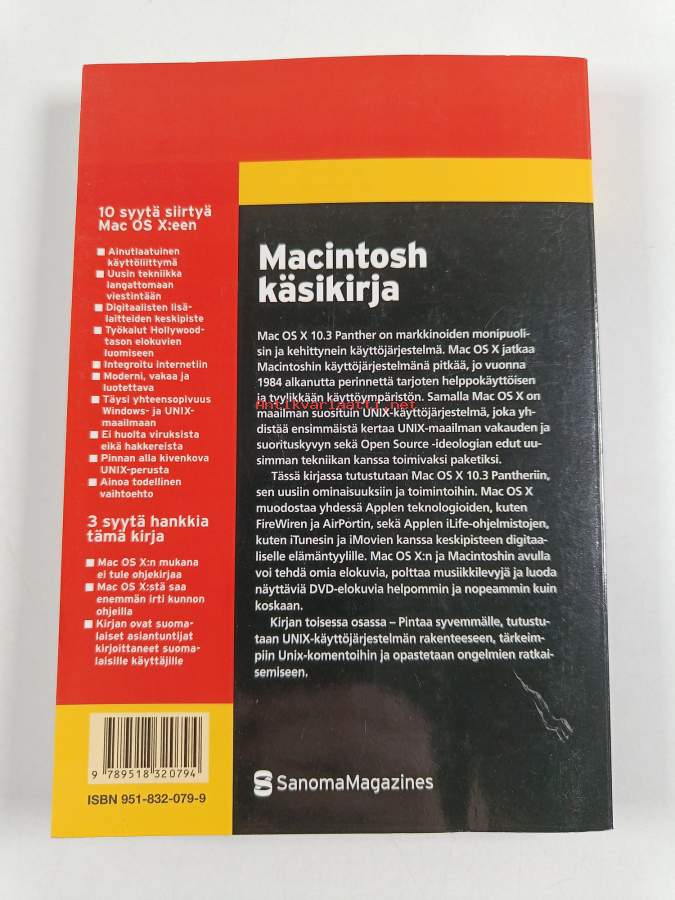 10 syytä siirtyä
Mac OS X:een
Ainutlaatuinen
käyttöliittymä
Uusin tekniikka
langattomaan
viestintään
Digitaalisten lisä-
laitteiden keskipiste
Työkalut Hollywood-
tason elokuvien
luomiseen
Integroitu internetiin
Moderni, vakaa ja
luotettava
Täysi yhteensopivuus
Windows- ja UNIX-
maailmaan
Ei huolta viruksista
eikä hakkereista
Pinnan alla kivenkova
UNIX-perusta
Ainoa todellinen
vaihtoehto
3 syytä hankkia
tämä kirja
Mac OS X:n mukana
ei tule ohjekirjaa
Mac OS X:stä saa
enemmän irti kunnon
ohjeilla
Kirjan ovat suoma-
laiset asiantuntijat
kirjoittaneet suoma-
laisille käyttäjille
9 789518 320794
ISBN 951-832-079-9
Macintosh
käsikirja
Mac OS X 10.3 Panther on markkinoiden monipuoli-
sin ja kehittynein käyttöjärjestelmä. Mac OS X jatkaa
Macintoshin käyttöjärjestelmänä pitkää, jo vuonna
1984 alkanutta perinnettä tarjoten helppokäyttöisen
ja tyylikkään käyttöympäristön. Samalla Mac OS X on
Antikvariaatti.net
maailman suosituin UNIX-käyttöjärjestelmä, joka yh-
distää ensimmäistä kertaa UNIX-maailman vakauden ja
suorituskyvyn sekä Open Source -ideologian edut uu-
simman tekniikan kanssa toimivaksi paketiksi.
Tässä kirjassa tutustutaan Mac OS X 10.3 Pantheriin,
sen uusiin ominaisuuksiin ja toimintoihin. Mac OS X
muodostaa yhdessä Applen teknologioiden, kuten
FireWiren ja AirPortin, sekä Applen iLife-ohjelmistojen,
kuten iTunesin ja iMovien kanssa keskipisteen digitaa-
liselle elämäntyylille. Mac OS X:n ja Macintoshin avulla
voi tehdä omia elokuvia, polttaa musiikkilevyjä ja luoda
näyttäviä DVD-elokuvia helpommin ja nopeammin kuin
koskaan.
Kirjan toisessa osassa – Pintaa syvemmälle, tutustu-
taan UNIX-käyttöjärjestelmän rakenteeseen, tärkeim-
piin Unix-komentoihin ja opastetaan ongelmien ratkai-
semiseen.
SanomaMagazines